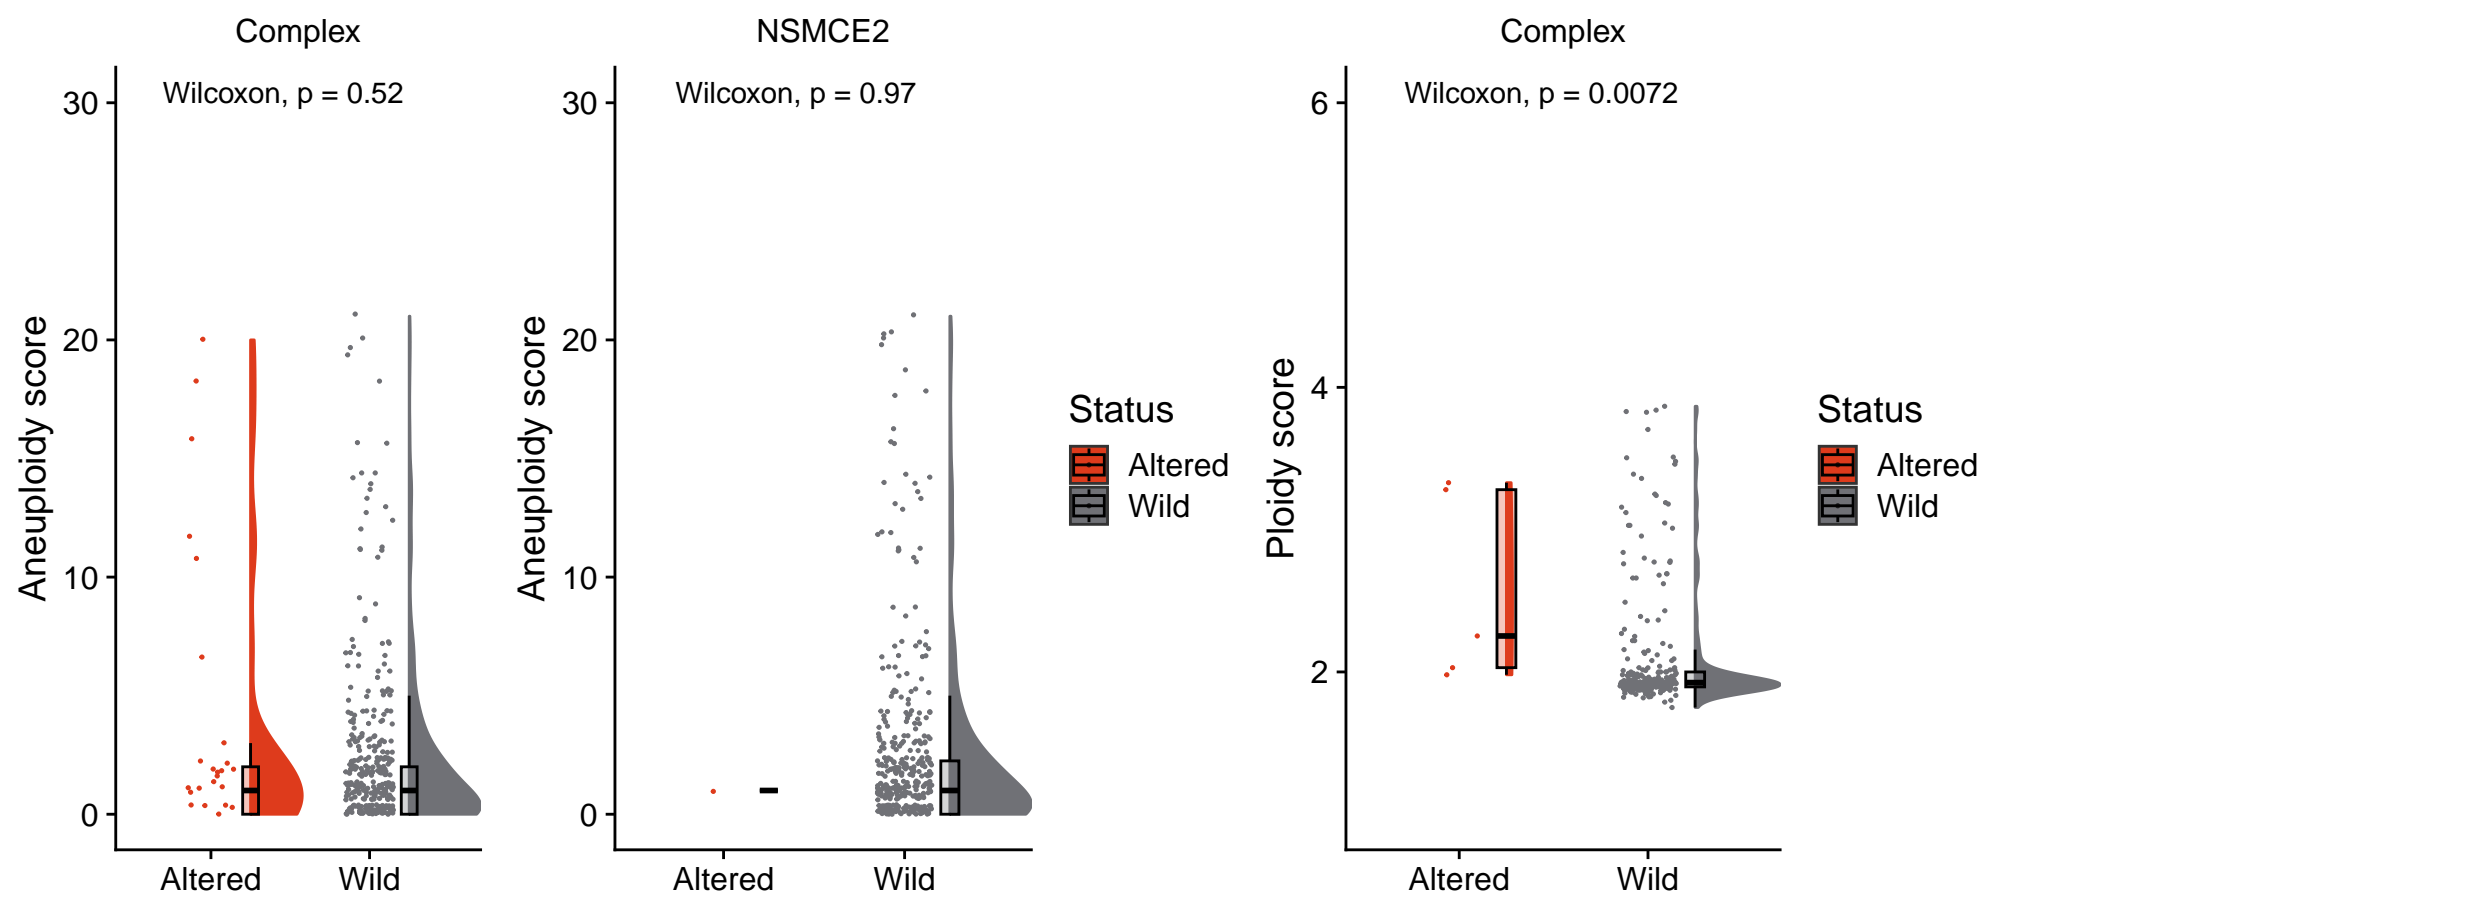 Complex
Wilcoxon, p = 0.52
Aneuploidy score
30
20
10
0
Altered
Wild
NSMCE2
Wilcoxon, p = 0.97
Aneuploidy score
30
20
10
0
Altered
Wild
Status
Altered
Wild
Complex
Wilcoxon, p = 0.0072
Ploidy score
6
4
2
Altered
Wild
Status
Altered
Wild